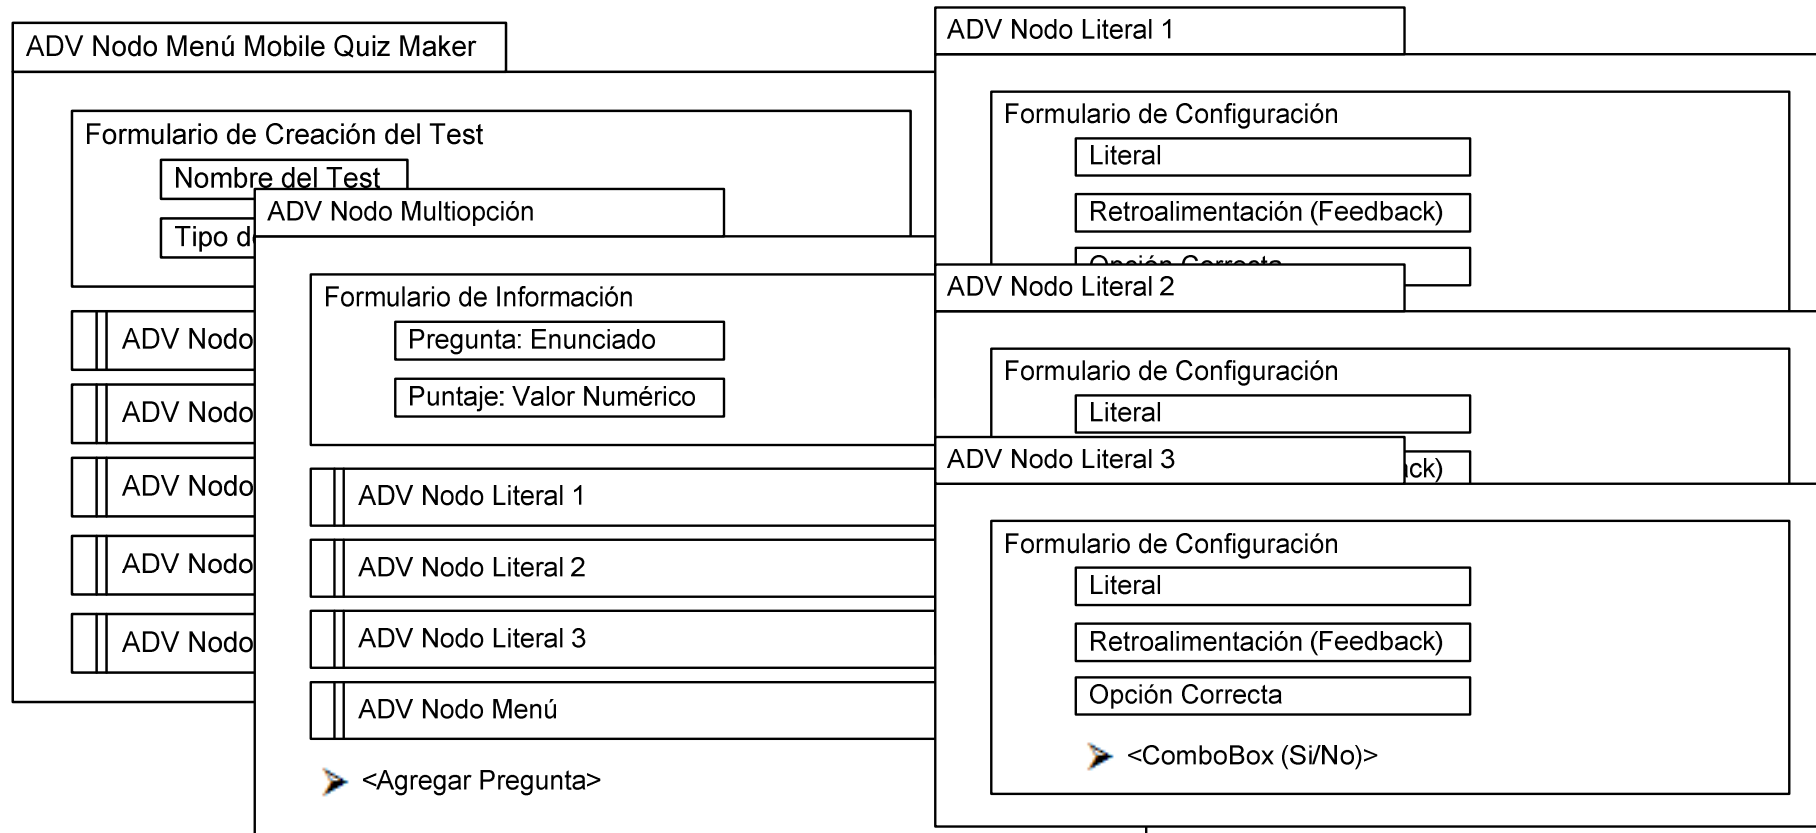 ADV Nodo Menú Mobile Quiz Maker
Formulario de Creación del Test
Nombre del Test
Tipo
ADV Nodo
ADV Nodo
ADV Nodo
ADV Nodo
ADV Nodo
ADV Nodo Multiopción
Formulario de Información
Pregunta: Enunciado
Puntaje: Valor Numérico
ADV Nodo Literal 1
ADV Nodo Literal 2
ADV Nodo Literal 3
ADV Nodo Menú
<Agregar Pregunta>
ADV Nodo Literal 1
Formulario de Configuración
Literal
Retroalimentación (Feedback)
Opción Correcta
ADV Nodo Literal 2
Formulario de Configuración
Literal
ck)
ADV Nodo Literal 3
Formulario de Configuración
Literal
Retroalimentación (Feedback)
Opción Correcta
<ComboBox (Si/No)>